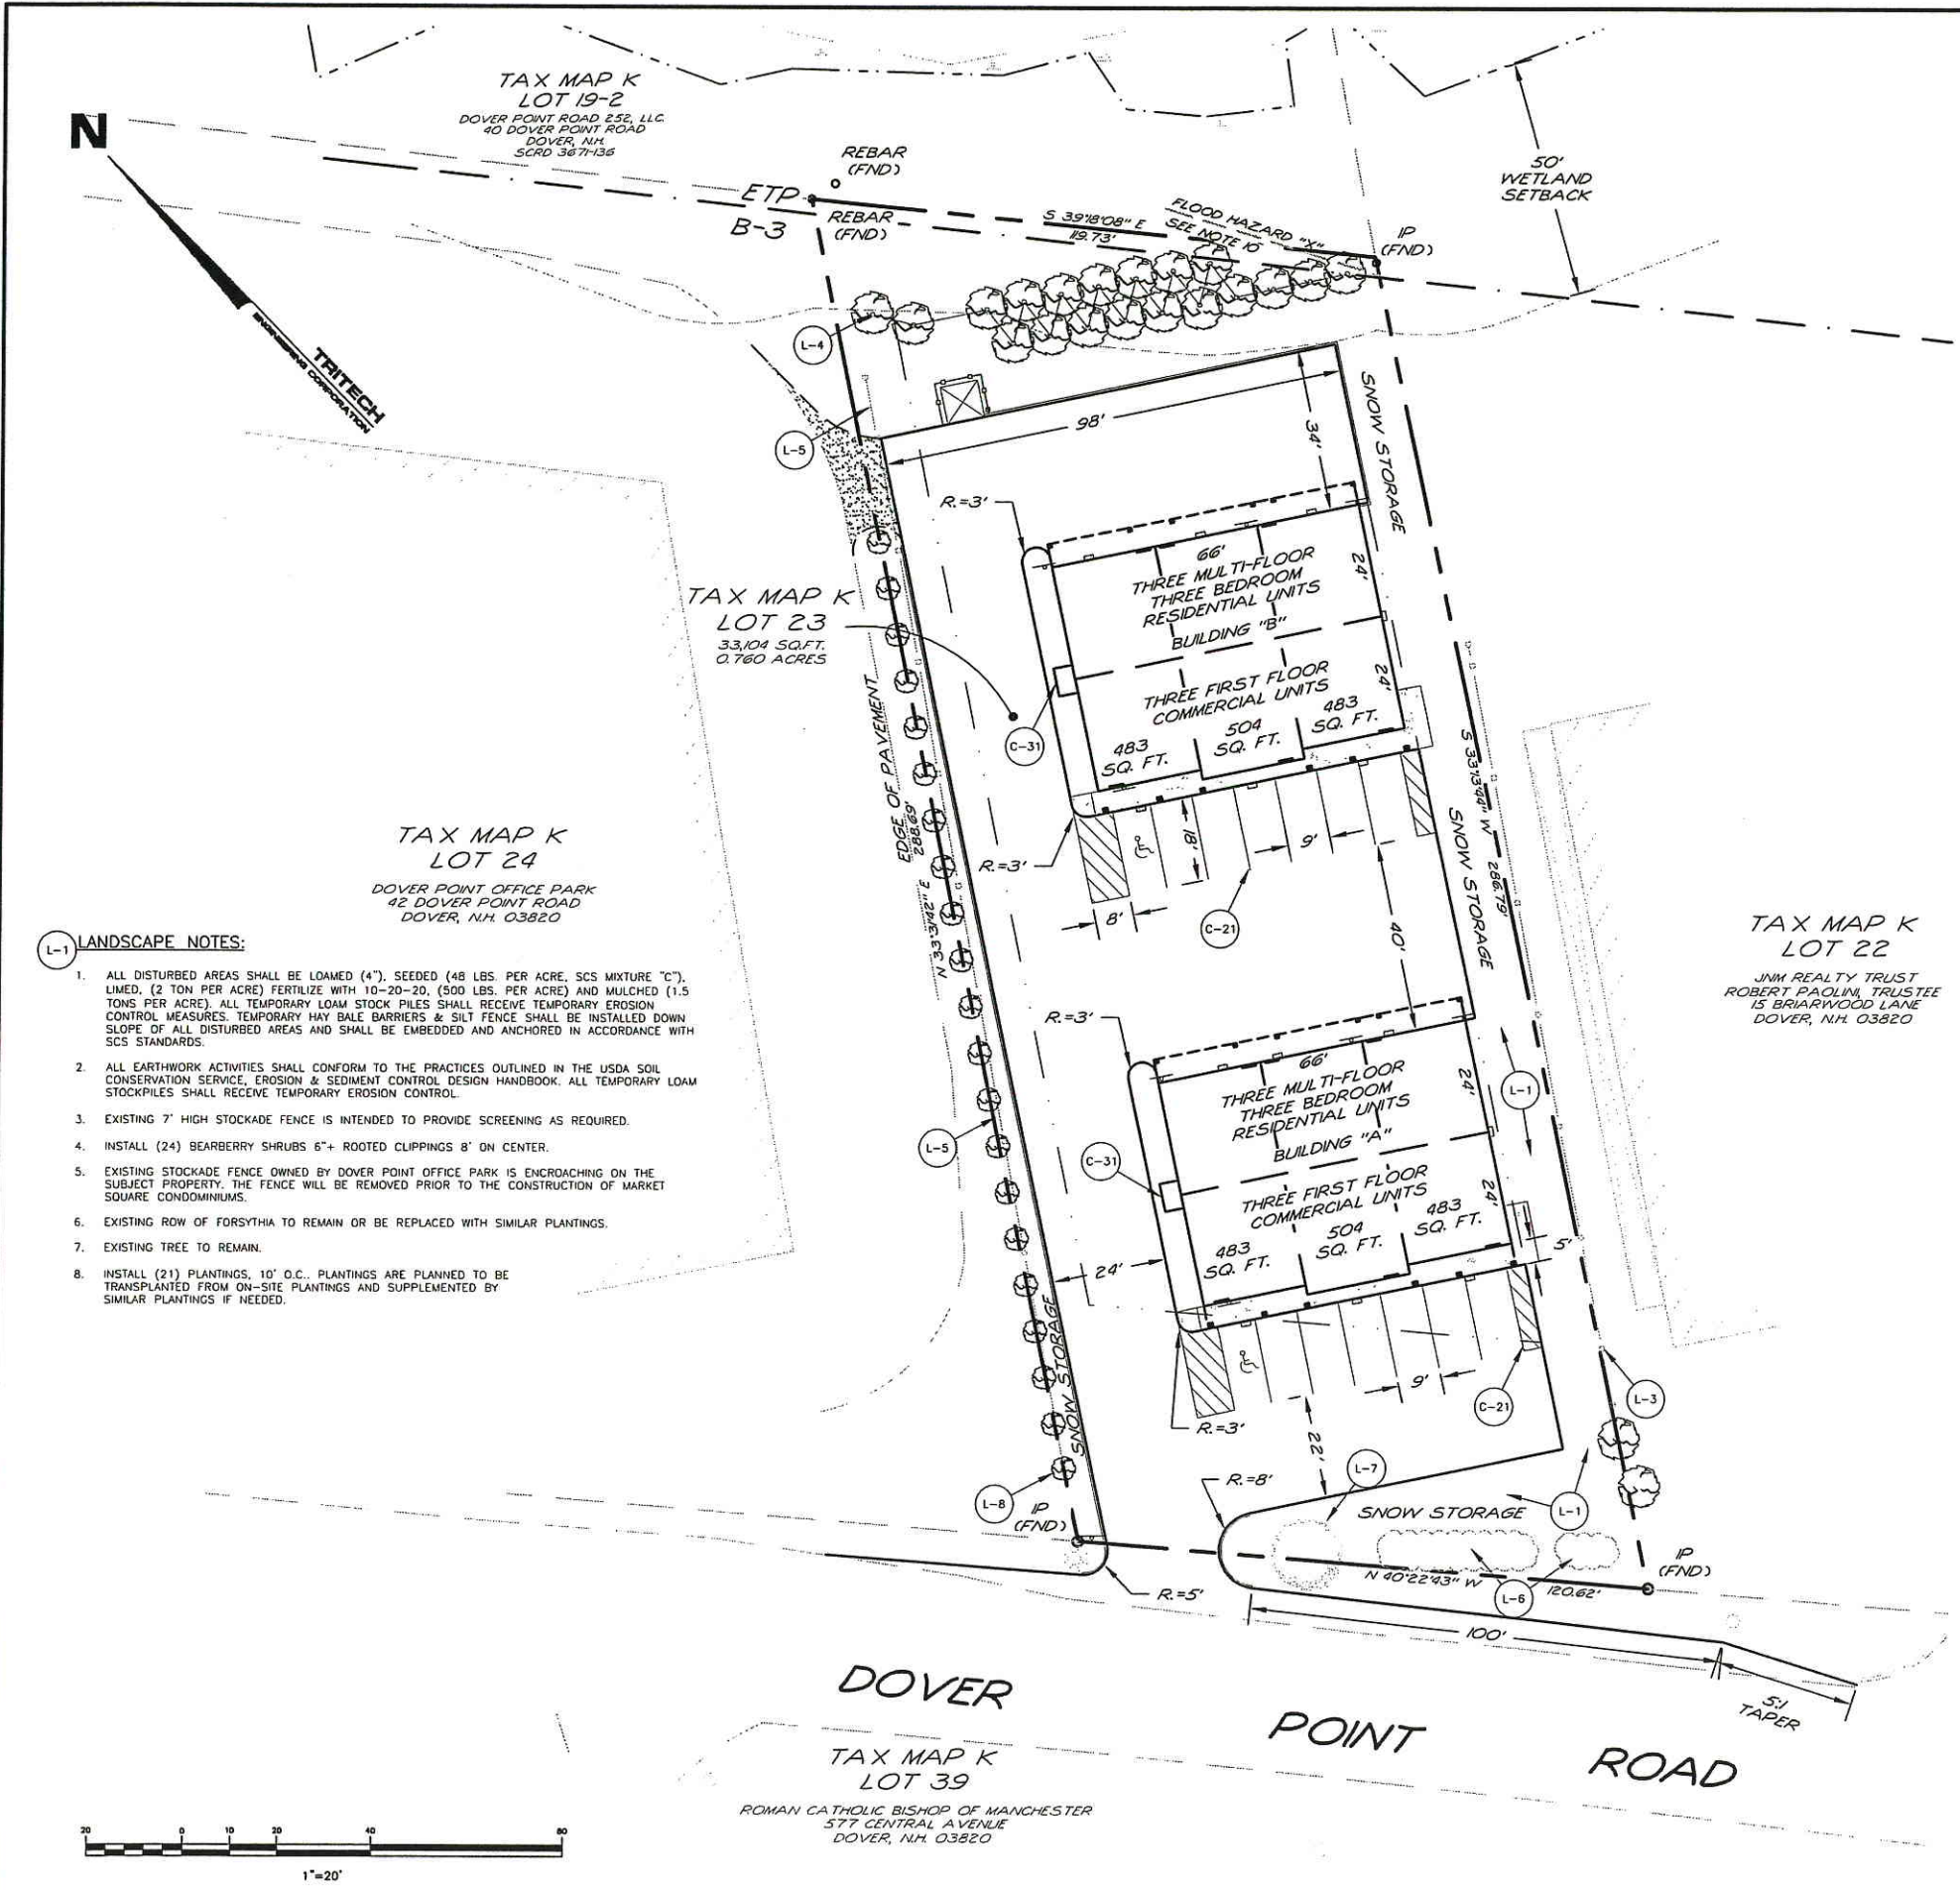 TAX MAP K
LOT 19-2
DOVER POINT ROAD 252, LLC.
40 DOVER POINT ROAD
DOVER, N.H.
SCRD 3671-136
N
TRITECH
ENGINEERING CORPORATION
REBAR
(FND)
ETP
B-3
REBAR
(FND)
S 39°18'08" E
119.73'
FLOOD HAZARD "X"
SEE NOTE 10
IP
(FND)
50'
WETLAND
SETBACK
L-4
L-5
98'
34'
SNOW STORAGE
R.=3'
66'
THREE MULTI-FLOOR
THREE BEDROOM
RESIDENTIAL UNITS
24'
BUILDING "B"
THREE FIRST FLOOR
COMMERCIAL UNITS
24'
483
SQ. FT.
504
SQ. FT.
483
SQ. FT.
TAX MAP K
LOT 23
33,104 SQ.FT.
0.760 ACRES
C-31
EDGE OF PAVEMENT
N 33°31'42" E
288.69'
S 33°13'44" W
286.79'
R.=3'
18'
9'
8'
C-21
40'
SNOW STORAGE
TAX MAP K
LOT 24
DOVER POINT OFFICE PARK
42 DOVER POINT ROAD
DOVER, N.H. 03820
TAX MAP K
LOT 22
JNM REALTY TRUST
ROBERT PAOLINI, TRUSTEE
15 BRIARWOOD LANE
DOVER, N.H. 03820
L-1
LANDSCAPE NOTES:
1. ALL DISTURBED AREAS SHALL BE LOAMED (4"). SEEDED (48 LBS. PER ACRE, SCS MIXTURE "C"),
LIMED, (2 TON PER ACRE) FERTILIZE WITH 10-20-20, (500 LBS. PER ACRE) AND MULCHED (1.5
TONS PER ACRE). ALL TEMPORARY LOAM STOCK PILES SHALL RECEIVE TEMPORARY EROSION
CONTROL MEASURES. TEMPORARY HAY BALE BARRIERS & SILT FENCE SHALL BE INSTALLED DOWN
SLOPE OF ALL DISTURBED AREAS AND SHALL BE EMBEDDED AND ANCHORED IN ACCORDANCE WITH
SCS STANDARDS.
2. ALL EARTHWORK ACTIVITIES SHALL CONFORM TO THE PRACTICES OUTLINED IN THE USDA SOIL
CONSERVATION SERVICE, EROSION & SEDIMENT CONTROL DESIGN HANDBOOK. ALL TEMPORARY LOAM
STOCKPILES SHALL RECEIVE TEMPORARY EROSION CONTROL.
3. EXISTING 7' HIGH STOCKADE FENCE IS INTENDED TO PROVIDE SCREENING AS REQUIRED.
4. INSTALL (24) BEARBERRY SHRUBS 6"+ ROOTED CLIPPINGS 8' ON CENTER.
5. EXISTING STOCKADE FENCE OWNED BY DOVER POINT OFFICE PARK IS ENCROACHING ON THE
SUBJECT PROPERTY. THE FENCE WILL BE REMOVED PRIOR TO THE CONSTRUCTION OF MARKET
SQUARE CONDOMINIUMS.
6. EXISTING ROW OF FORSYTHIA TO REMAIN OR BE REPLACED WITH SIMILAR PLANTINGS.
7. EXISTING TREE TO REMAIN.
8. INSTALL (21) PLANTINGS, 10' O.C.. PLANTINGS ARE PLANNED TO BE
TRANSPLANTED FROM ON-SITE PLANTINGS AND SUPPLEMENTED BY
SIMILAR PLANTINGS IF NEEDED.
R.=3'
66'
THREE MULTI-FLOOR
THREE BEDROOM
RESIDENTIAL UNITS
24'
BUILDING "A"
THREE FIRST FLOOR
COMMERCIAL UNITS
24'
483
SQ. FT.
504
SQ. FT.
483
SQ. FT.
L-1
L-5
C-31
24'
5'
SNOW STORAGE
9'
C-21
L-3
R.=3'
22'
L-7
R.=8'
L-8
IP
(FND)
SNOW STORAGE
L-1
N 40°22'43" W
120.62'
L-6
IP
(FND)
R.=5'
100'
5:1
TAPER
DOVER
POINT
ROAD
TAX MAP K
LOT 39
ROMAN CATHOLIC BISHOP OF MANCHESTER
577 CENTRAL AVENUE
DOVER, N.H. 03820
20 0 10 20 40 80
1"=20'